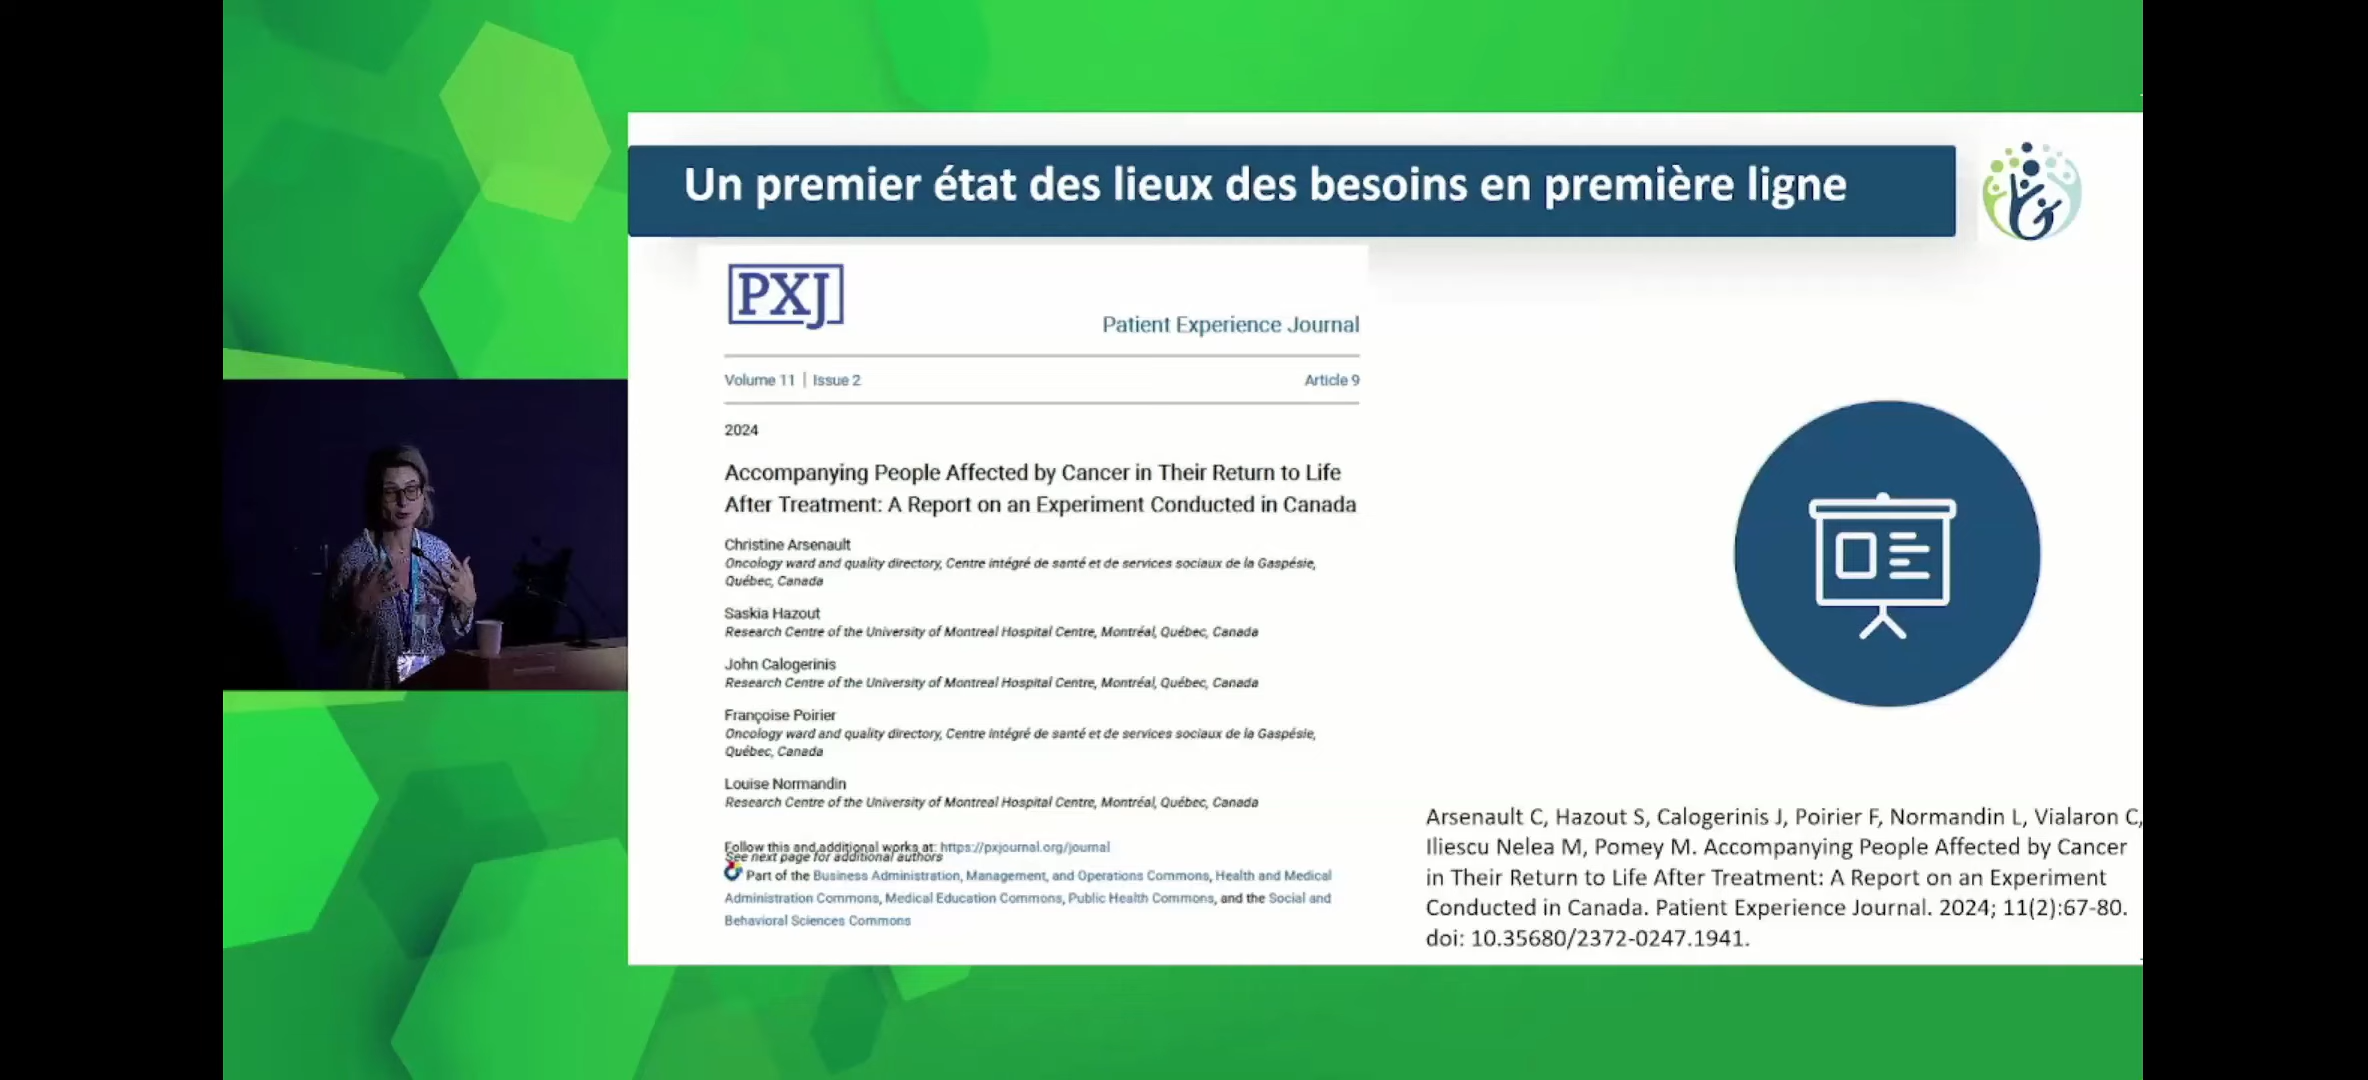 Un premier état des lieux des besoins en première ligne
PXJ
Patient Experience Journal
Volume 11 | Issue 2
Article 9
2024
Accompanying People Affected by Cancer in Their Return to Life
After Treatment: A Report on an Experiment Conducted in Canada
Christine Arsenault
Oncology ward and quality directory, Centre intégré de santé et de services sociaux de la Gaspésie,
Québec, Canada
Saskia Hazout
Research Centre of the University of Montreal Hospital Centre, Montréal, Québec, Canada
John Calogerinis
Research Centre of the University of Montreal Hospital Centre, Montréal, Québec, Canada
Françoise Poirier
Oncology ward and quality directory, Centre intégré de santé et de services sociaux de la Gaspésie,
Québec, Canada
Louise Normandin
Research Centre of the University of Montreal Hospital Centre, Montréal, Québec, Canada
Follow this and additional works at: https://pxjournal.org/journal
See next page for additional authors
Part of the Business Administration, Management, and Operations Commons, Health and Medical
Administration Commons, Medical Education Commons, Public Health Commons, and the Social and
Behavioral Sciences Commons
Arsenault C, Hazout S, Calogerinis J, Poirier F, Normandin L, Vialaron C,
Iliescu Nelea M, Pomey M. Accompanying People Affected by Cancer
in Their Return to Life After Treatment: A Report on an Experiment
Conducted in Canada. Patient Experience Journal. 2024; 11(2):67-80.
doi: 10.35680/2372-0247.1941.